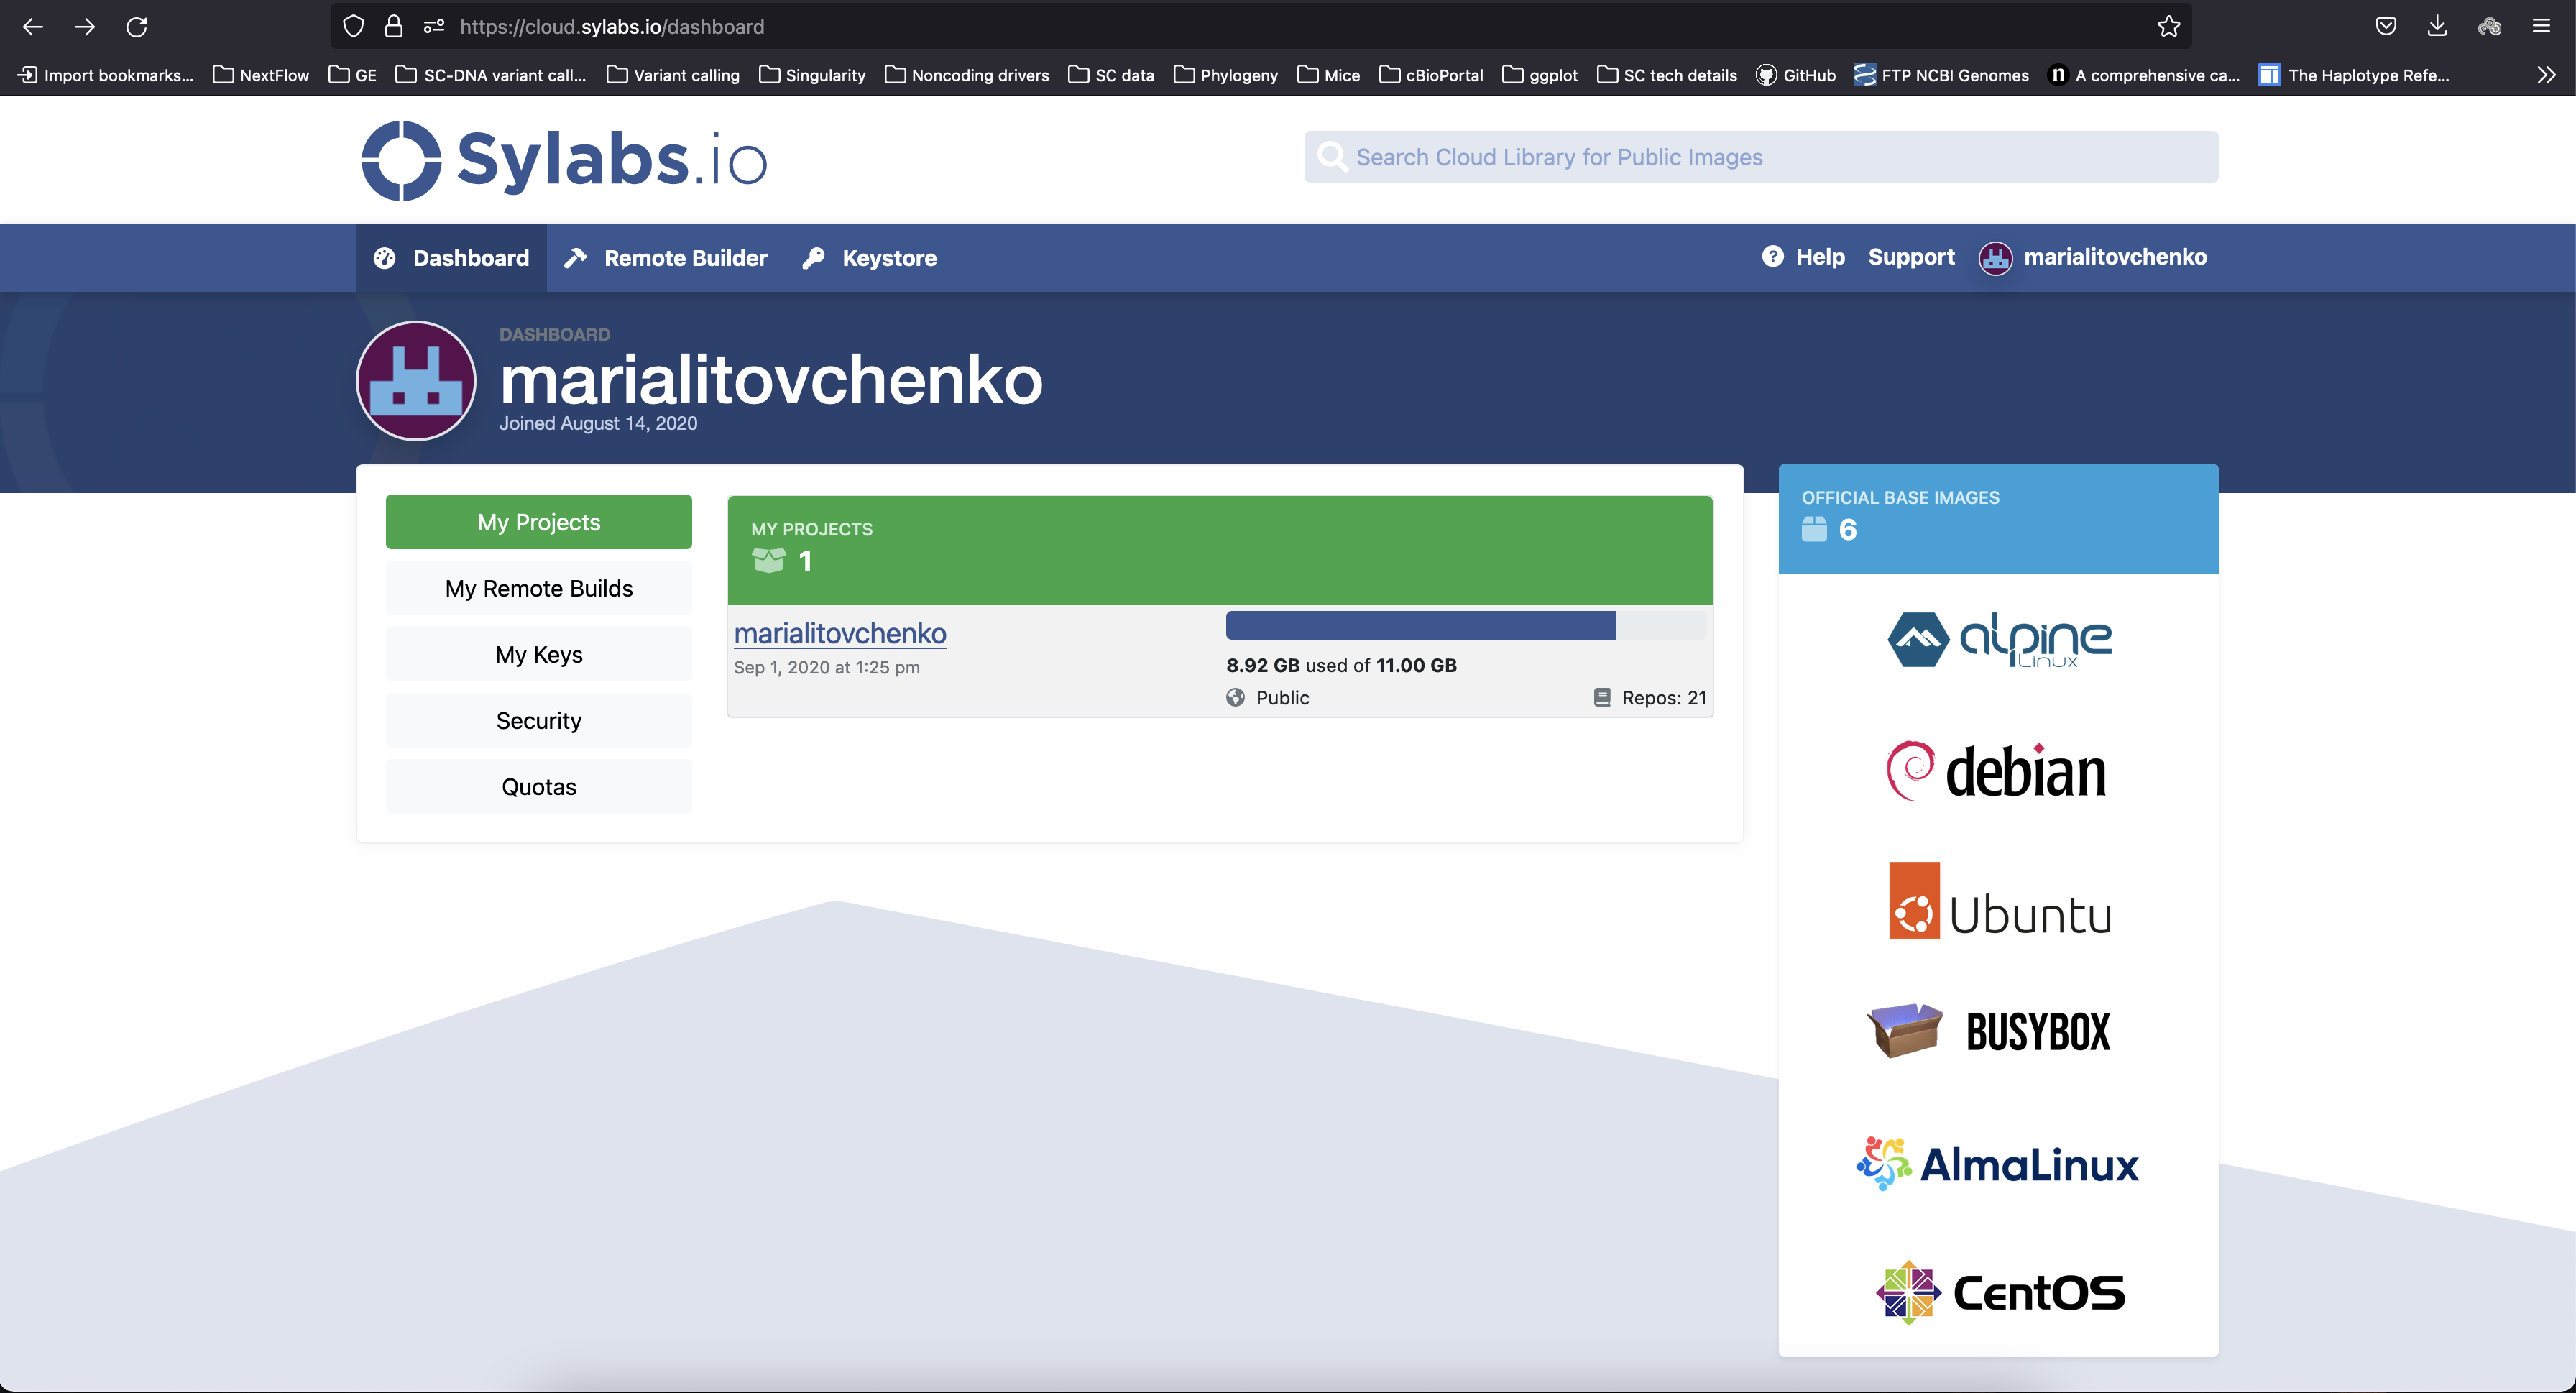 https://cloud.sylabs.io/dashboard
Import bookmarks... NextFlow GE SC-DNA variant call... Variant calling Singularity Noncoding drivers SC data Phylogeny Mice cBioPortal ggplot SC tech details GitHub FTP NCBI Genomes n A comprehensive ca... The Haplotype Refe...
Sylabs.io
Search Cloud Library for Public Images
Dashboard Remote Builder Keystore ? Help Support marialitovchenko
DASHBOARD
marialitovchenko
Joined August 14, 2020
My Projects
My Remote Builds
My Keys
Security
Quotas
MY PROJECTS
1
marialitovchenko
Sep 1, 2020 at 1:25 pm
8.92 GB used of 11.00 GB
Public Repos: 21
OFFICIAL BASE IMAGES
6
alpine
Linux
debian
Ubuntu
BUSYBOX
AlmaLinux
CentOS